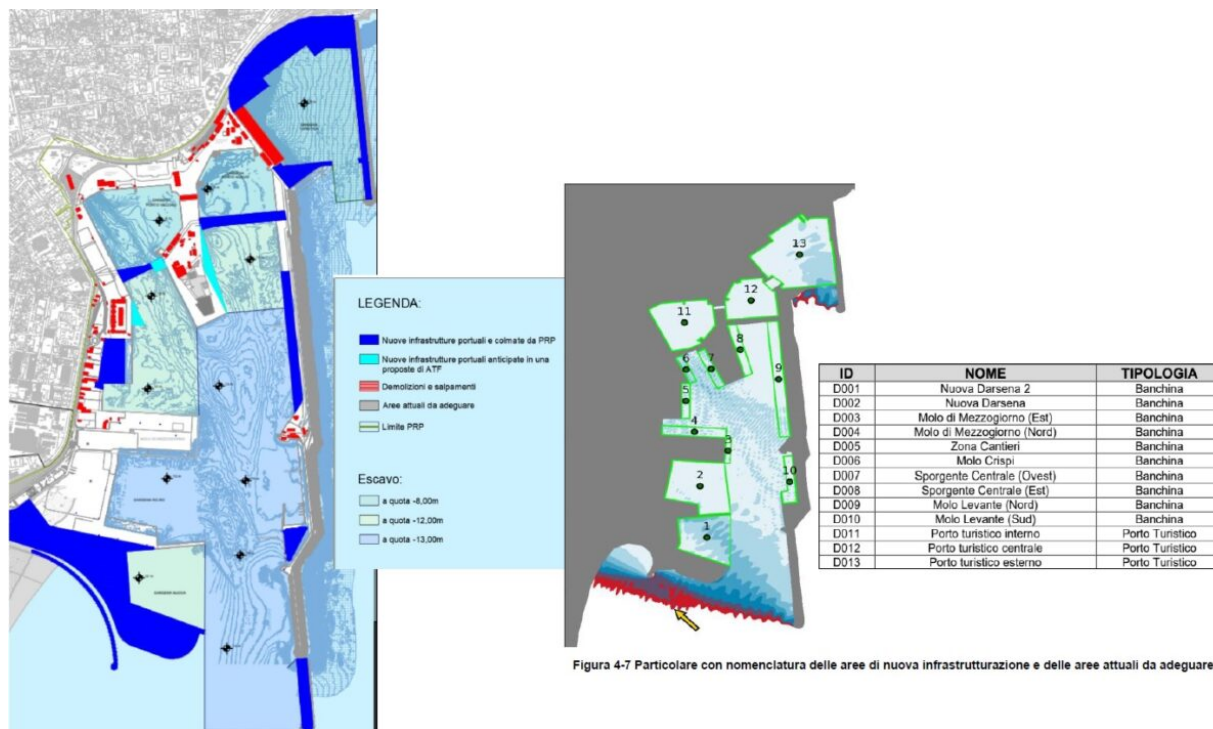 LEGENDA:
Nuove infrastrutture portuali e colmate da PRP
Nuove infrastrutture portuali anticipate in una
proposta di ATF
Demolizioni e salpamenti
Aree attuali da adeguare
Limite PRP
Escavo:
a quota -8,00m
a quota -12,00m
a quota -13,00m
13
12
11
8
6
7
9
5
4
3
10
2
1
ID NOME TIPOLOGIA
D001 Nuova Darsena 2 Banchina
D002 Nuova Darsena Banchina
D003 Molo di Mezzogiorno (Est) Banchina
D004 Molo di Mezzogiorno (Nord) Banchina
D005 Zona Cantieri Banchina
D006 Molo Crispi Banchina
D007 Sporgente Centrale (Ovest) Banchina
D008 Sporgente Centrale (Est) Banchina
D009 Molo Levante (Nord) Banchina
D010 Molo Levante (Sud) Banchina
D011 Porto turistico interno Porto Turistico
D012 Porto turistico centrale Porto Turistico
D013 Porto turistico esterno Porto Turistico
Figura 4-7 Particolare con nomenclatura delle aree di nuova infrastrutturazione e delle aree attuali da adeguare